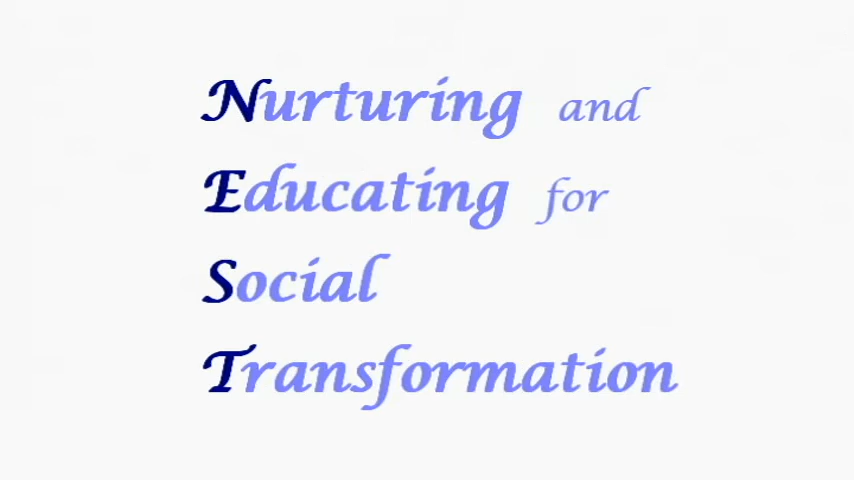 Nurturing and
Educating for
Social
Transformation